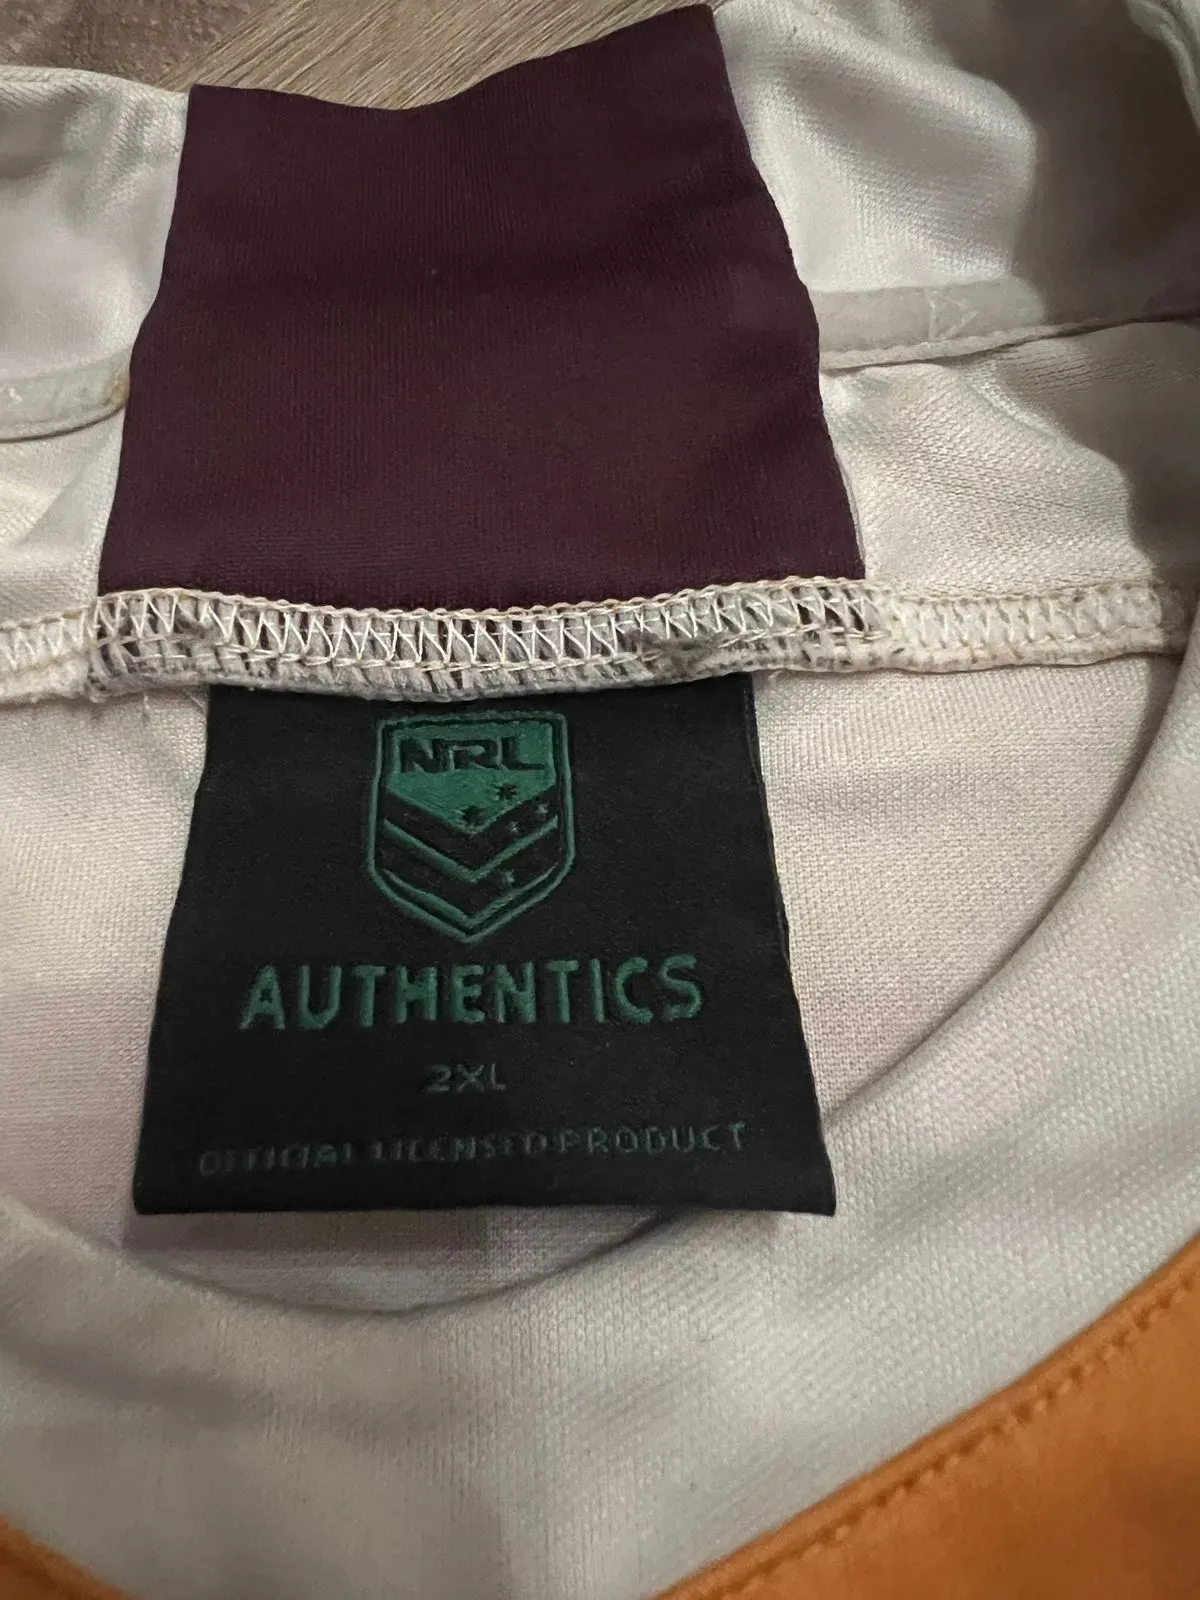 NRL
AUTHENTICS
2XL
OFFICIAL LICENSED PRODUCT